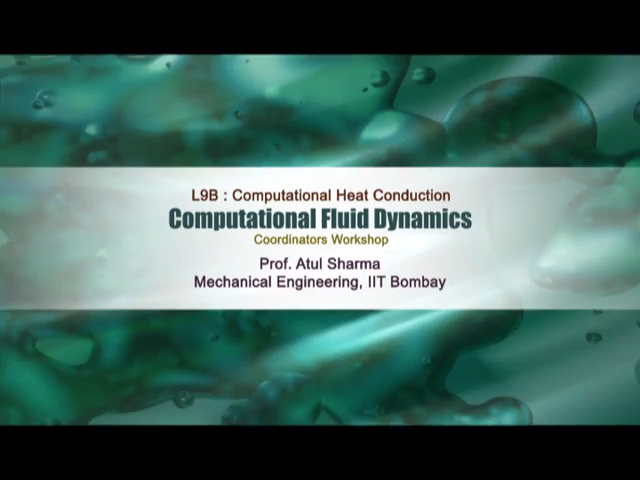 L9B : Computational Heat Conduction
Computational Fluid Dynamics
Coordinators Workshop
Prof. Atul Sharma
Mechanical Engineering, IIT Bombay